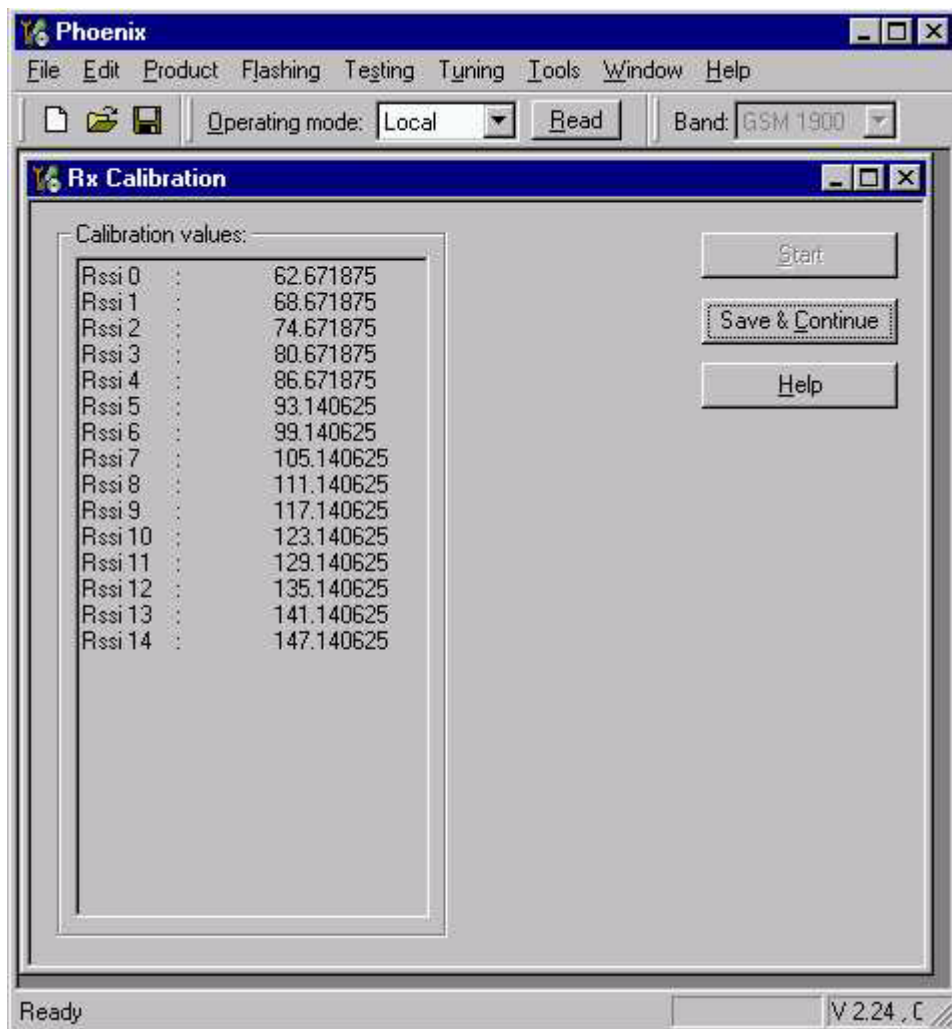 Phoenix
File Edit Product Flashing Testing Tuning Tools Window Help
Operating mode: Local Read Band: GSM 1900
Rx Calibration
Calibration values:
Rssi 0 : 62.671875
Rssi 1 : 68.671875
Rssi 2 : 74.671875
Rssi 3 : 80.671875
Rssi 4 : 86.671875
Rssi 5 : 93.140625
Rssi 6 : 99.140625
Rssi 7 : 105.140625
Rssi 8 : 111.140625
Rssi 9 : 117.140625
Rssi 10 : 123.140625
Rssi 11 : 129.140625
Rssi 12 : 135.140625
Rssi 13 : 141.140625
Rssi 14 : 147.140625
Start
Save & Continue
Help
Ready V 2.24 ,